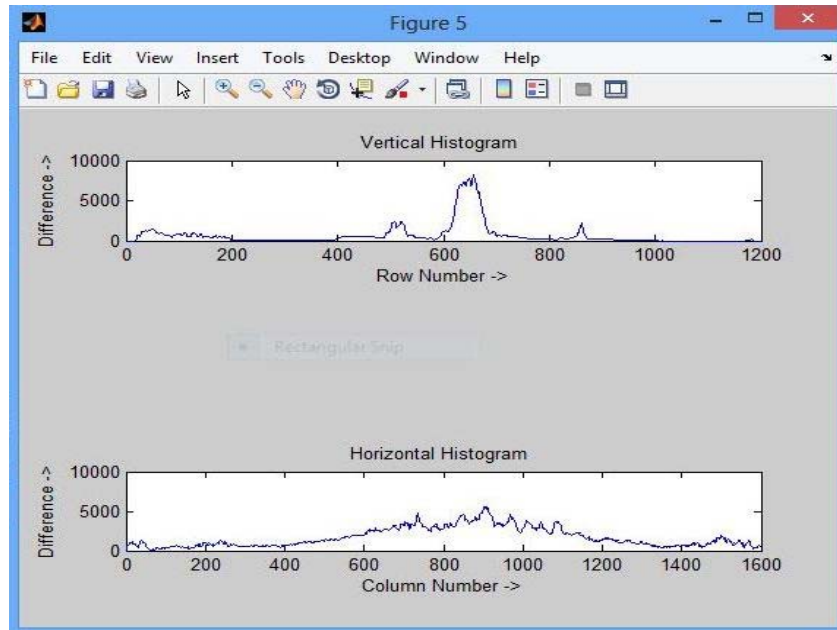 Figure 5
File Edit View Insert Tools Desktop Window Help
Vertical Histogram
Difference ->
10000
5000
0
0 200 400 600 800 1000 1200
Row Number ->
Rectangular Snip
Horizontal Histogram
Difference ->
10000
5000
0
0 200 400 600 800 1000 1200 1400 1600
Column Number ->